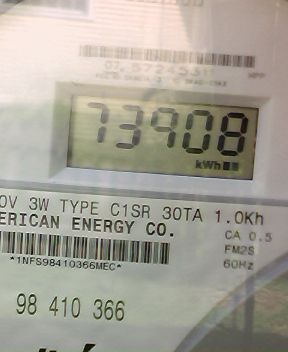 73908
kWh
0V 3W TYPE C1SR 30TA 1.0Kh
ERICAN ENERGY CO.
CA 0.5
*1NFS98410366MEC*
FM2S
60Hz
98 410 366